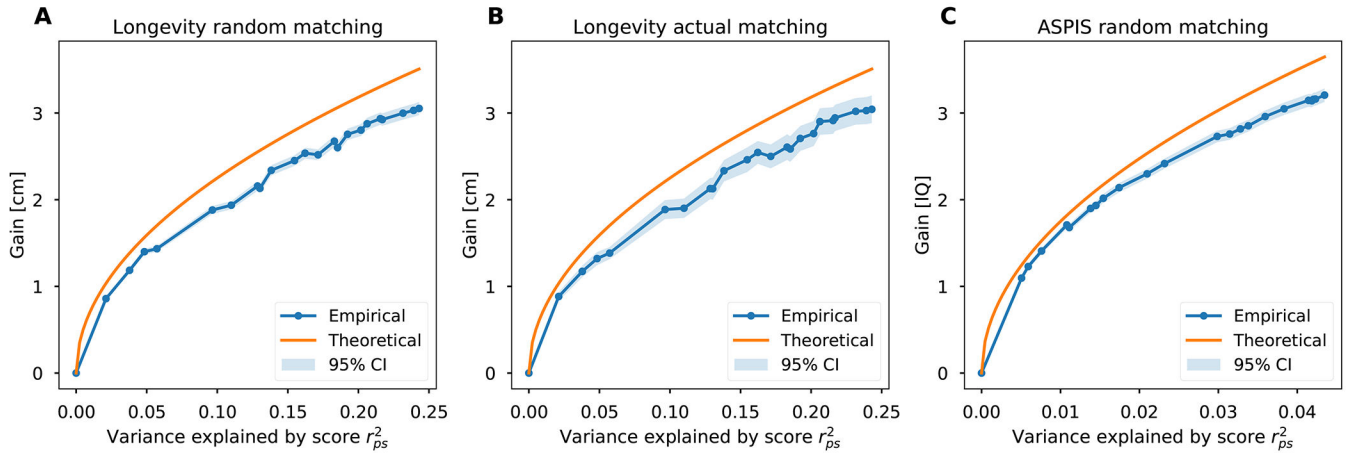 A
Longevity random matching
Gain [cm]
3
2
1
0
0.00 0.05 0.10 0.15 0.20 0.25
Variance explained by score r²ps
Empirical
Theoretical
95% CI
B
Longevity actual matching
Gain [cm]
3
2
1
0
0.00 0.05 0.10 0.15 0.20 0.25
Variance explained by score r²ps
Empirical
Theoretical
95% CI
C
ASPIS random matching
Gain [IQ]
3
2
1
0
0.00 0.01 0.02 0.03 0.04
Variance explained by score r²ps
Empirical
Theoretical
95% CI